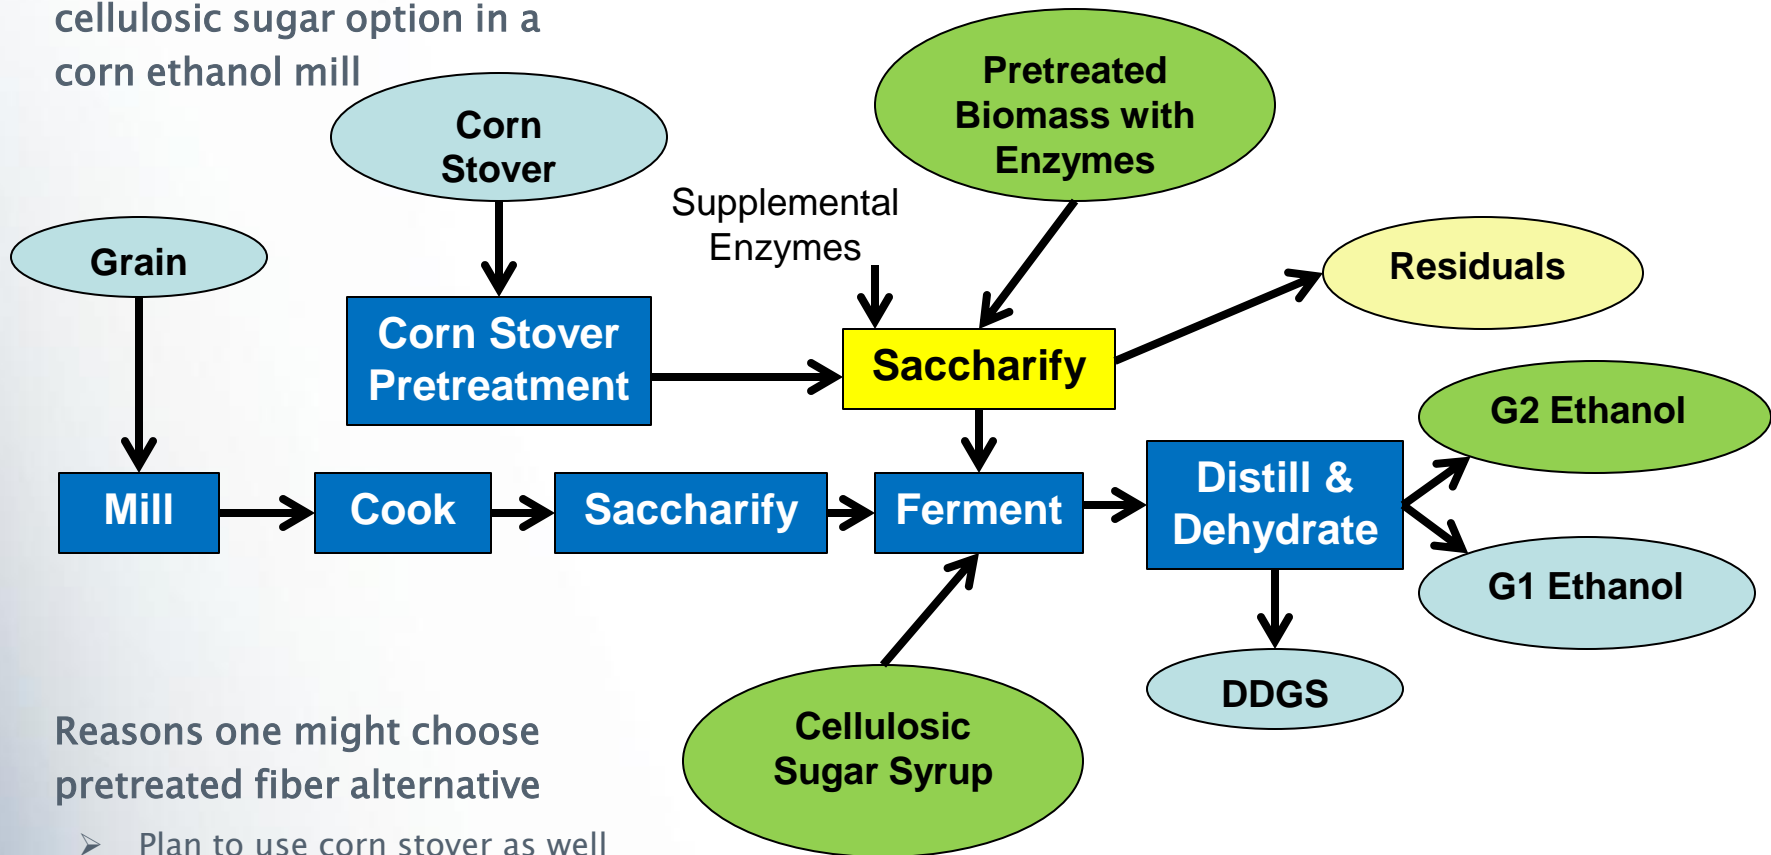 cellulosic sugar option in a
corn ethanol mill
Corn
Stover
Pretreated
Biomass with
Enzymes
Supplemental
Enzymes
Grain
Residuals
Corn Stover
Pretreatment
Saccharify
G2 Ethanol
Mill
Cook
Saccharify
Ferment
Distill &
Dehydrate
G1 Ethanol
DDGS
Cellulosic
Sugar Syrup
Reasons one might choose
pretreated fiber alternative
➢ Plan to use corn stover as well